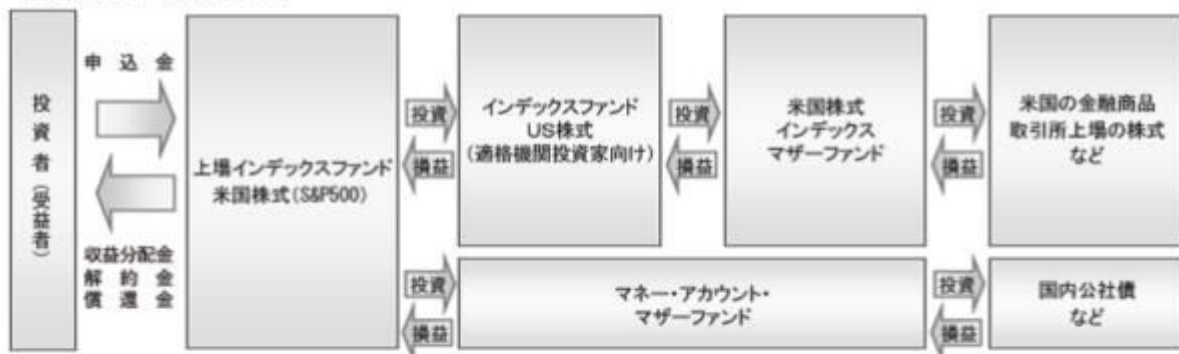 投資者(受益者)
申込金
収益分配金
解約金
償還金
上場インデックスファンド
米国株式(S&P500)
投資
損益
インデックスファンド
US株式
(適格機関投資家向け)
投資
損益
米国株式
インデックス
マザーファンド
投資
損益
米国の金融商品
取引所上場の株式
など
投資
損益
マネー・アカウント・
マザーファンド
投資
損益
国内公社債
など